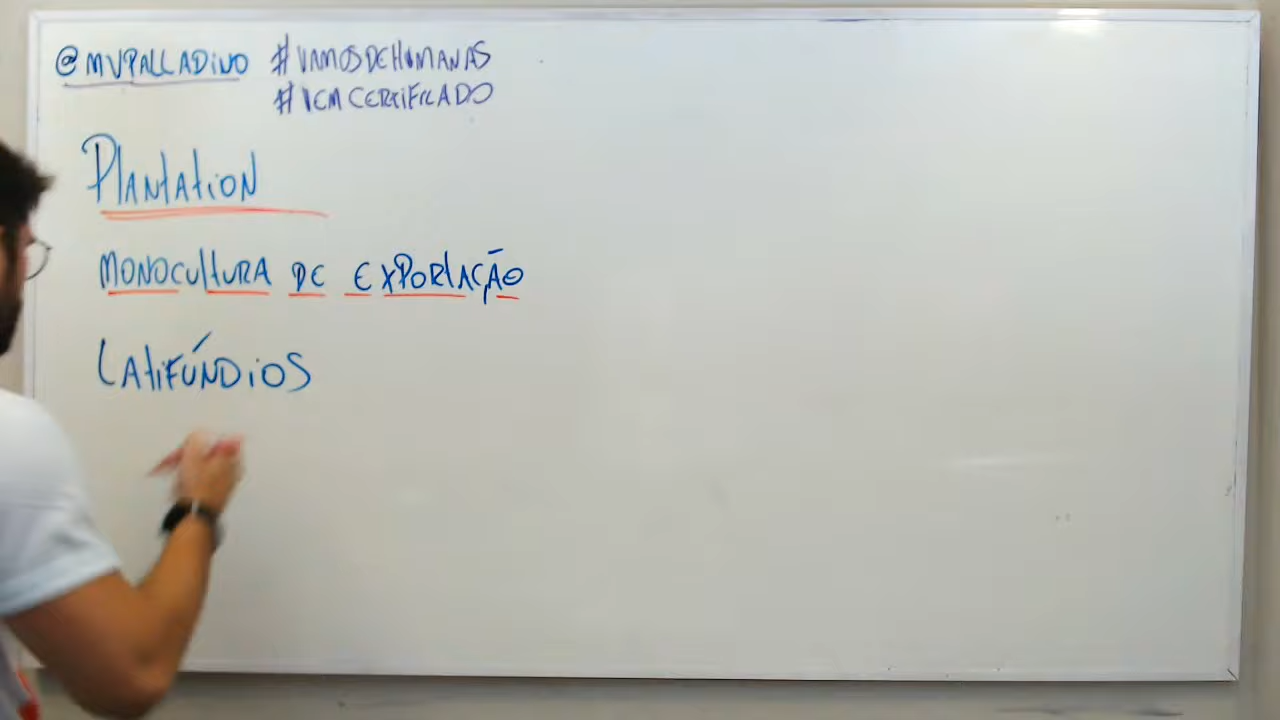 @MVPALLADINO #VAMOSDEHUMANAS
#VEMCERTIFICADO
PlANtAtiON
MONOCultuRA DE EXPORtAÇÃO
LAtiFÚNDiOS